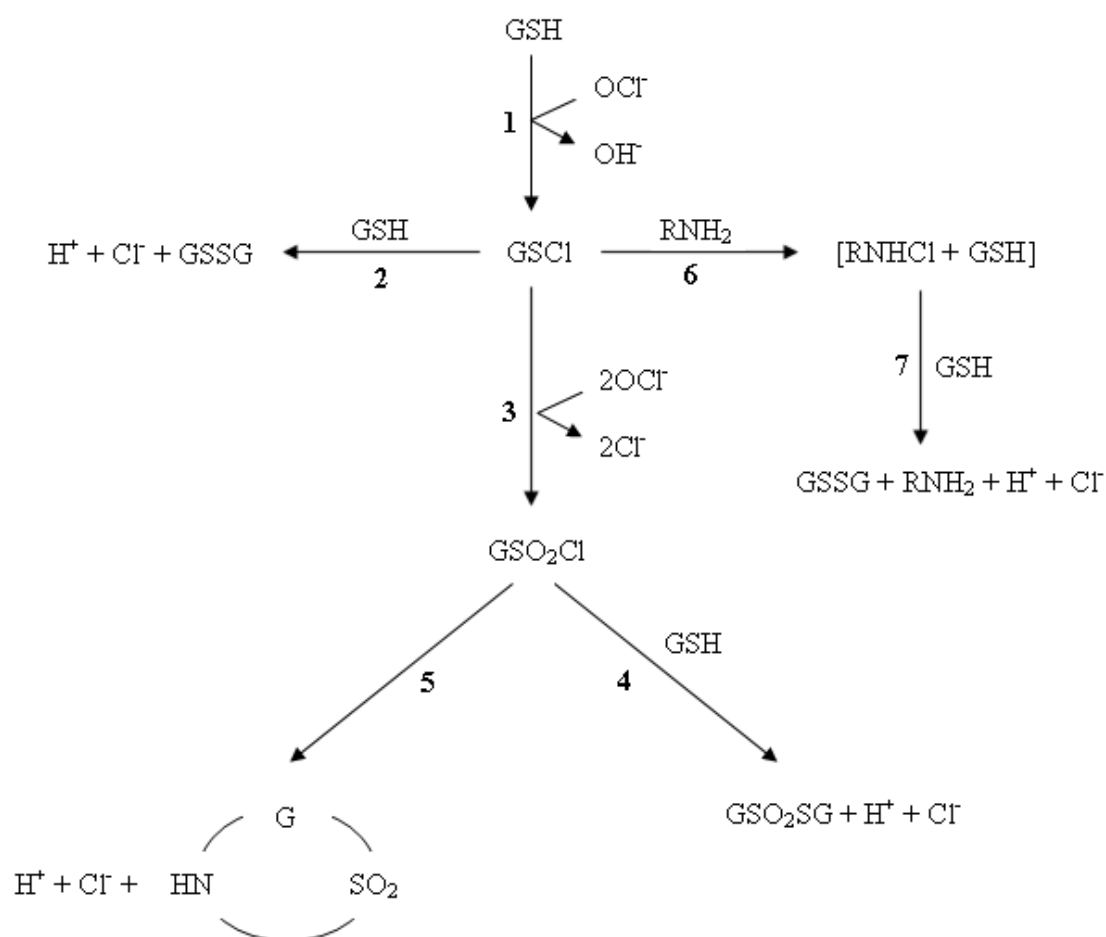 GSH
OCl⁻
1
OH⁻
GSH
RNH₂
H⁺ + Cl⁻ + GSSG
GSCl
[RNHCl + GSH]
2
6
7
GSH
2OCl⁻
3
2Cl⁻
GSSG + RNH₂ + H⁺ + Cl⁻
GSO₂Cl
GSH
5
4
G
GSO₂SG + H⁺ + Cl⁻
H⁺ + Cl⁻ + HN
SO₂